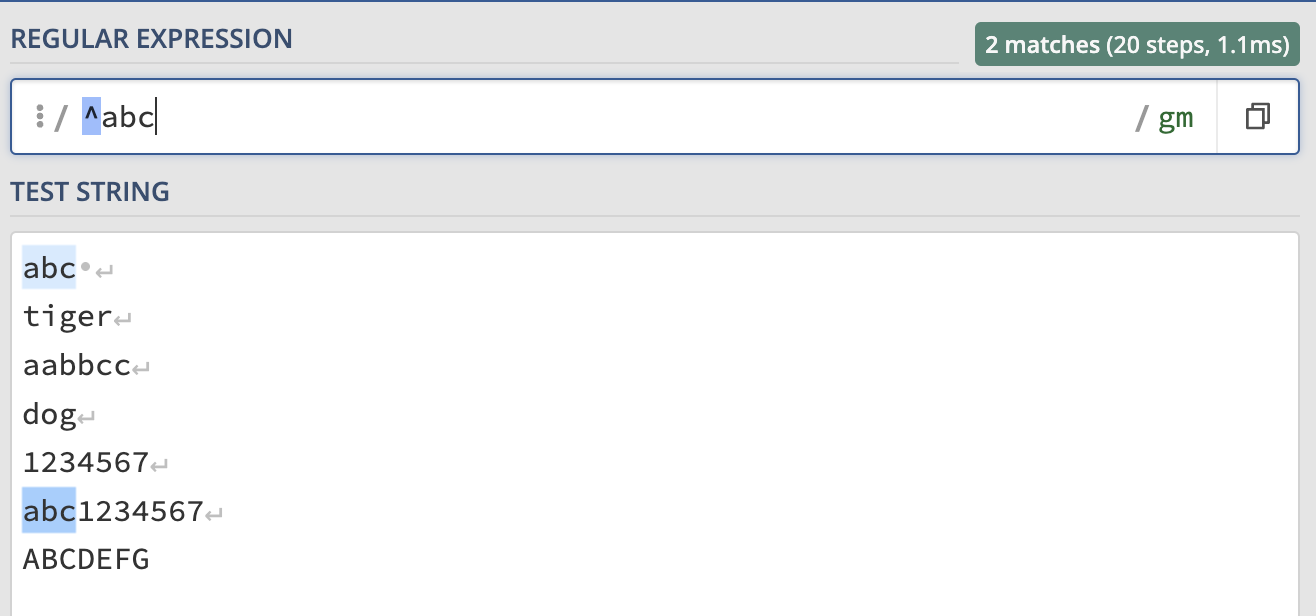 REGULAR EXPRESSION
2 matches (20 steps, 1.1ms)
/ ^abc / gm
TEST STRING
abc•↵
tiger↵
aabbcc↵
dog↵
1234567↵
abc1234567↵
ABCDEFG